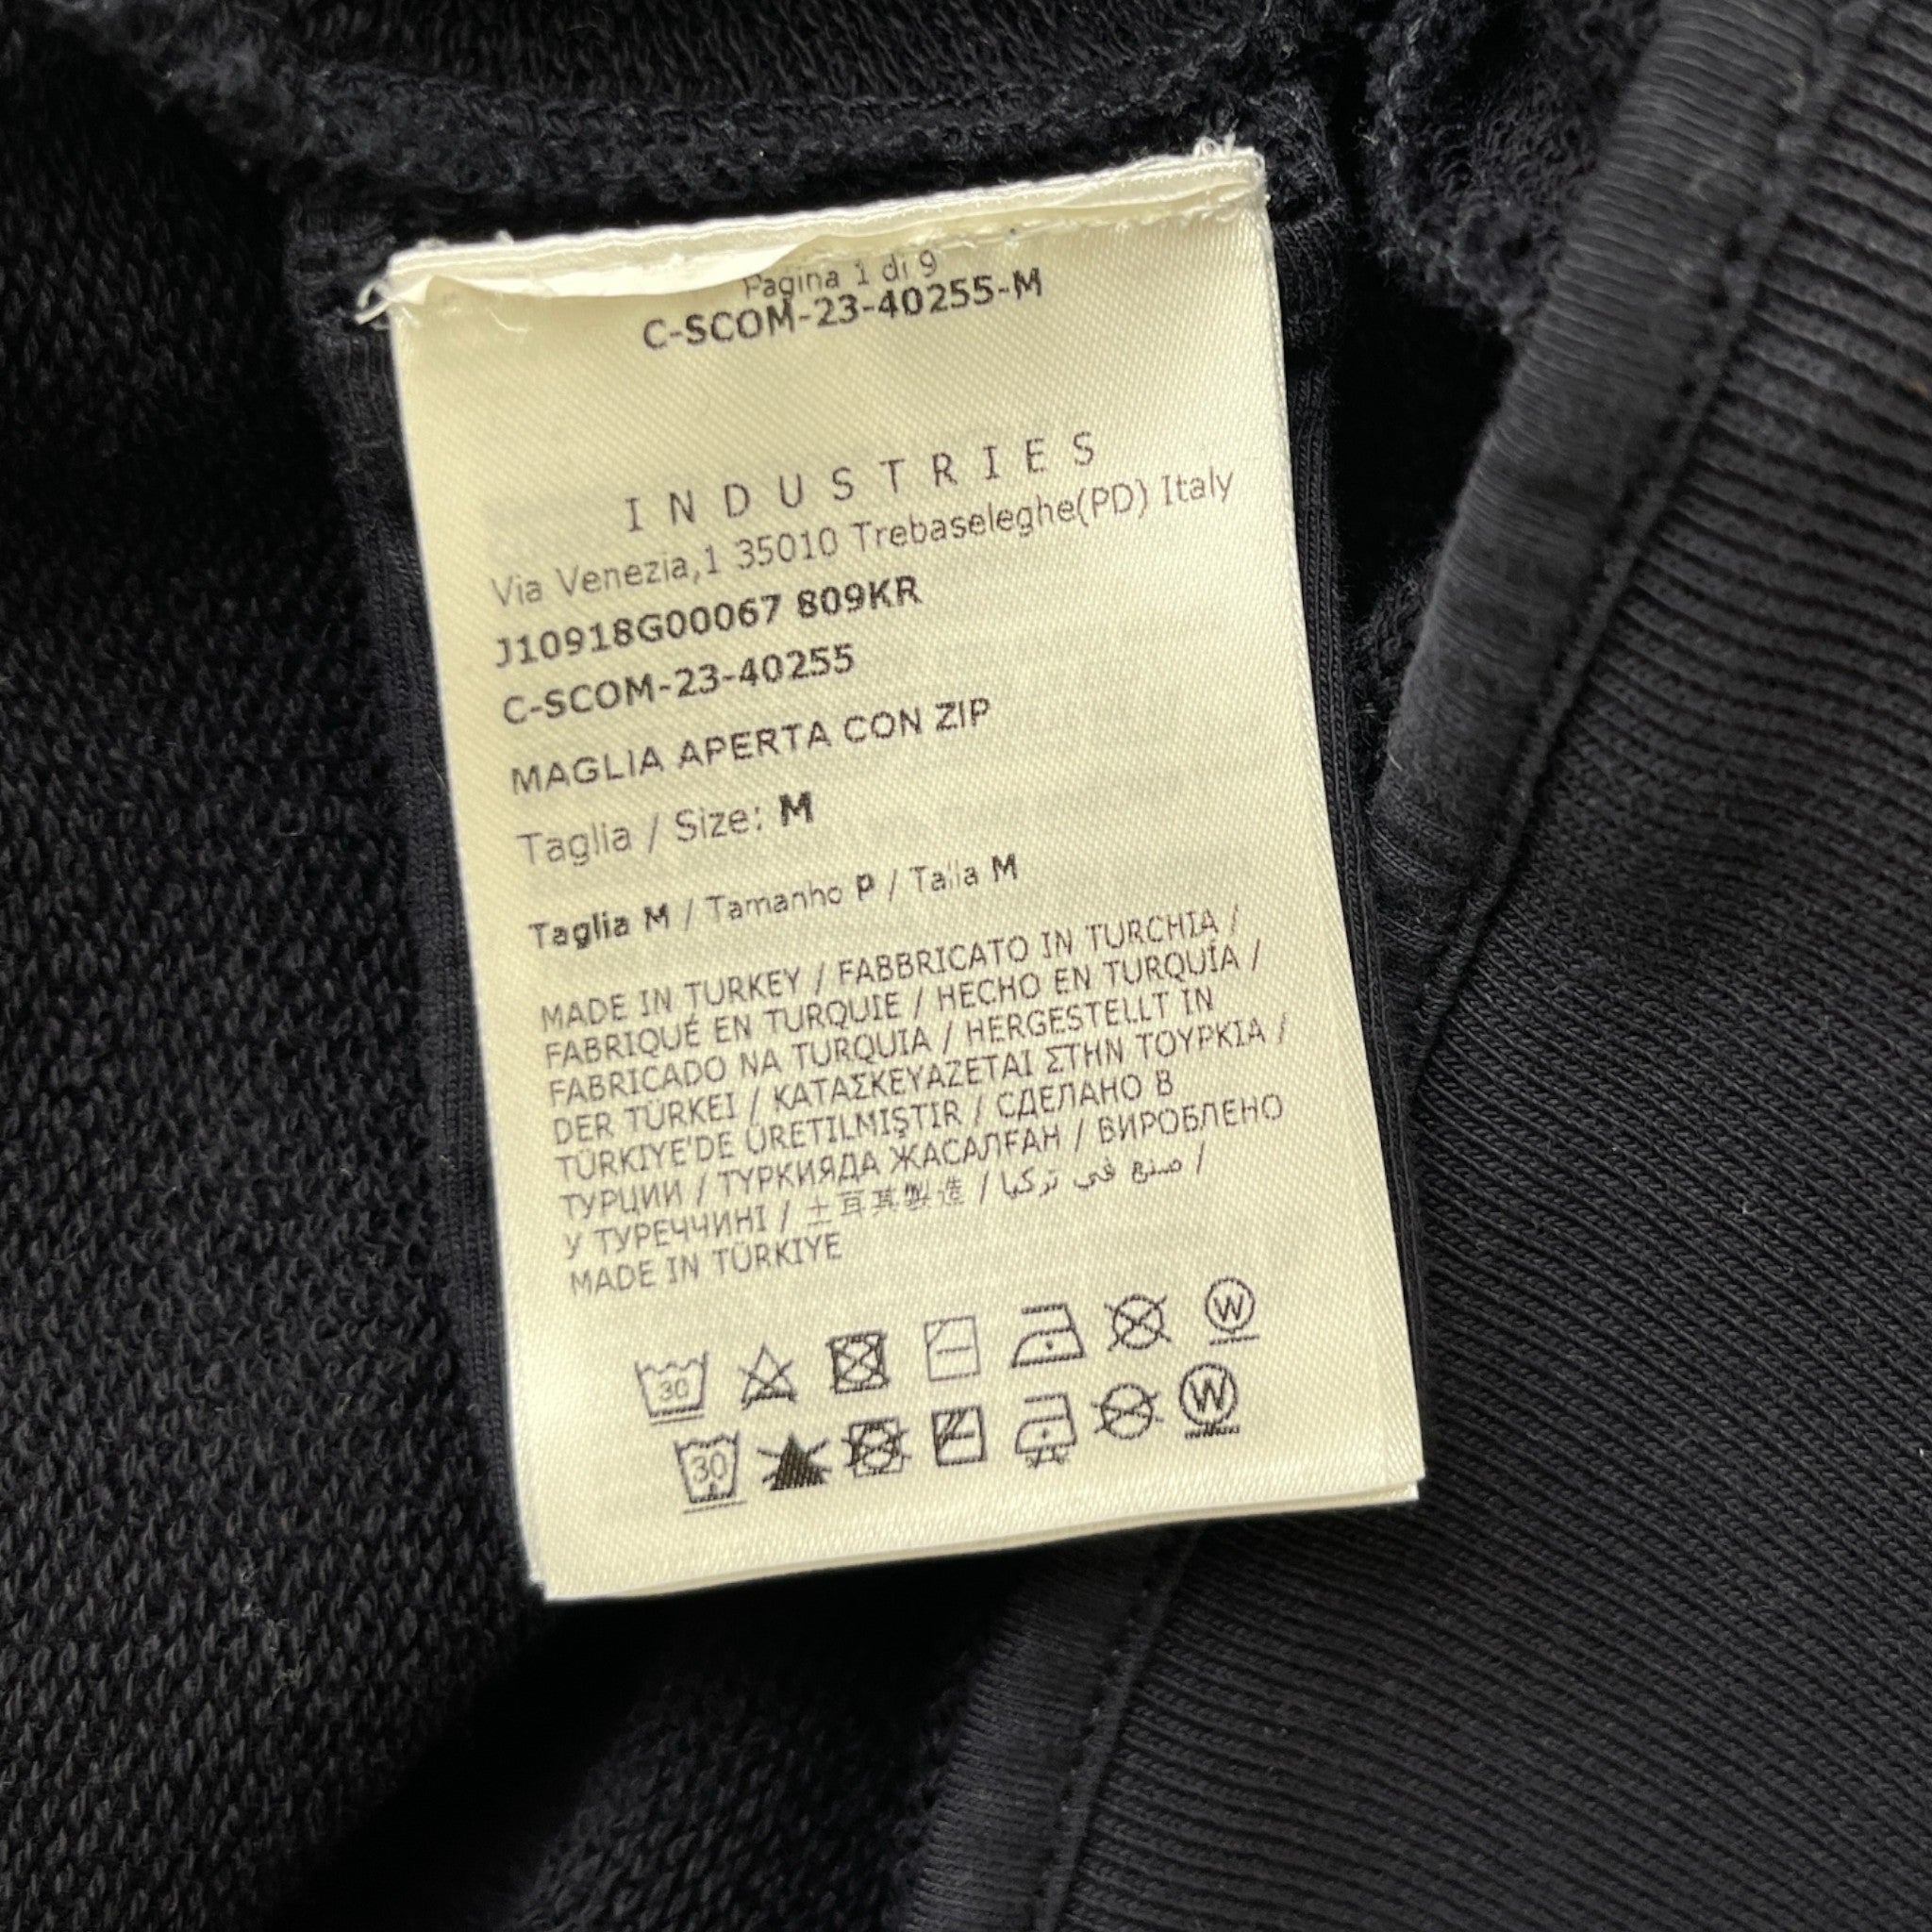 Pagina 1 di 9
C-SCOM-23-40255-M
INDUSTRIES
Via Venezia,1 35010 Trebaseleghe(PD) Italy
J10918G00067 809KR
C-SCOM-23-40255
MAGLIA APERTA CON ZIP
Taglia / Size: M
Taglia M / Tamanho P / Talla M
MADE IN TURKEY / FABBRICATO IN TURCHIA /
FABRIQUÉ EN TURQUIE / HECHO EN TURQUÍA /
FABRICADO NA TURQUIA / HERGESTELLT IN
DER TÜRKEI / ΚΑΤΑΣΚΕΥΑΖΕΤΑΙ ΣΤΗΝ ΤΟΥΡΚΙΑ /
TÜRKIYE'DE ÜRETILMIŞTIR / СДЕЛАНО В
ТУРЦИИ / ТУРКИЯДА ЖАСАЛҒАН / ВИРОБЛЕНО
У ТУРЕЧЧИНІ / 土耳其製造 / صنع في تركيا /
MADE IN TÜRKIYE
30 W
30 W